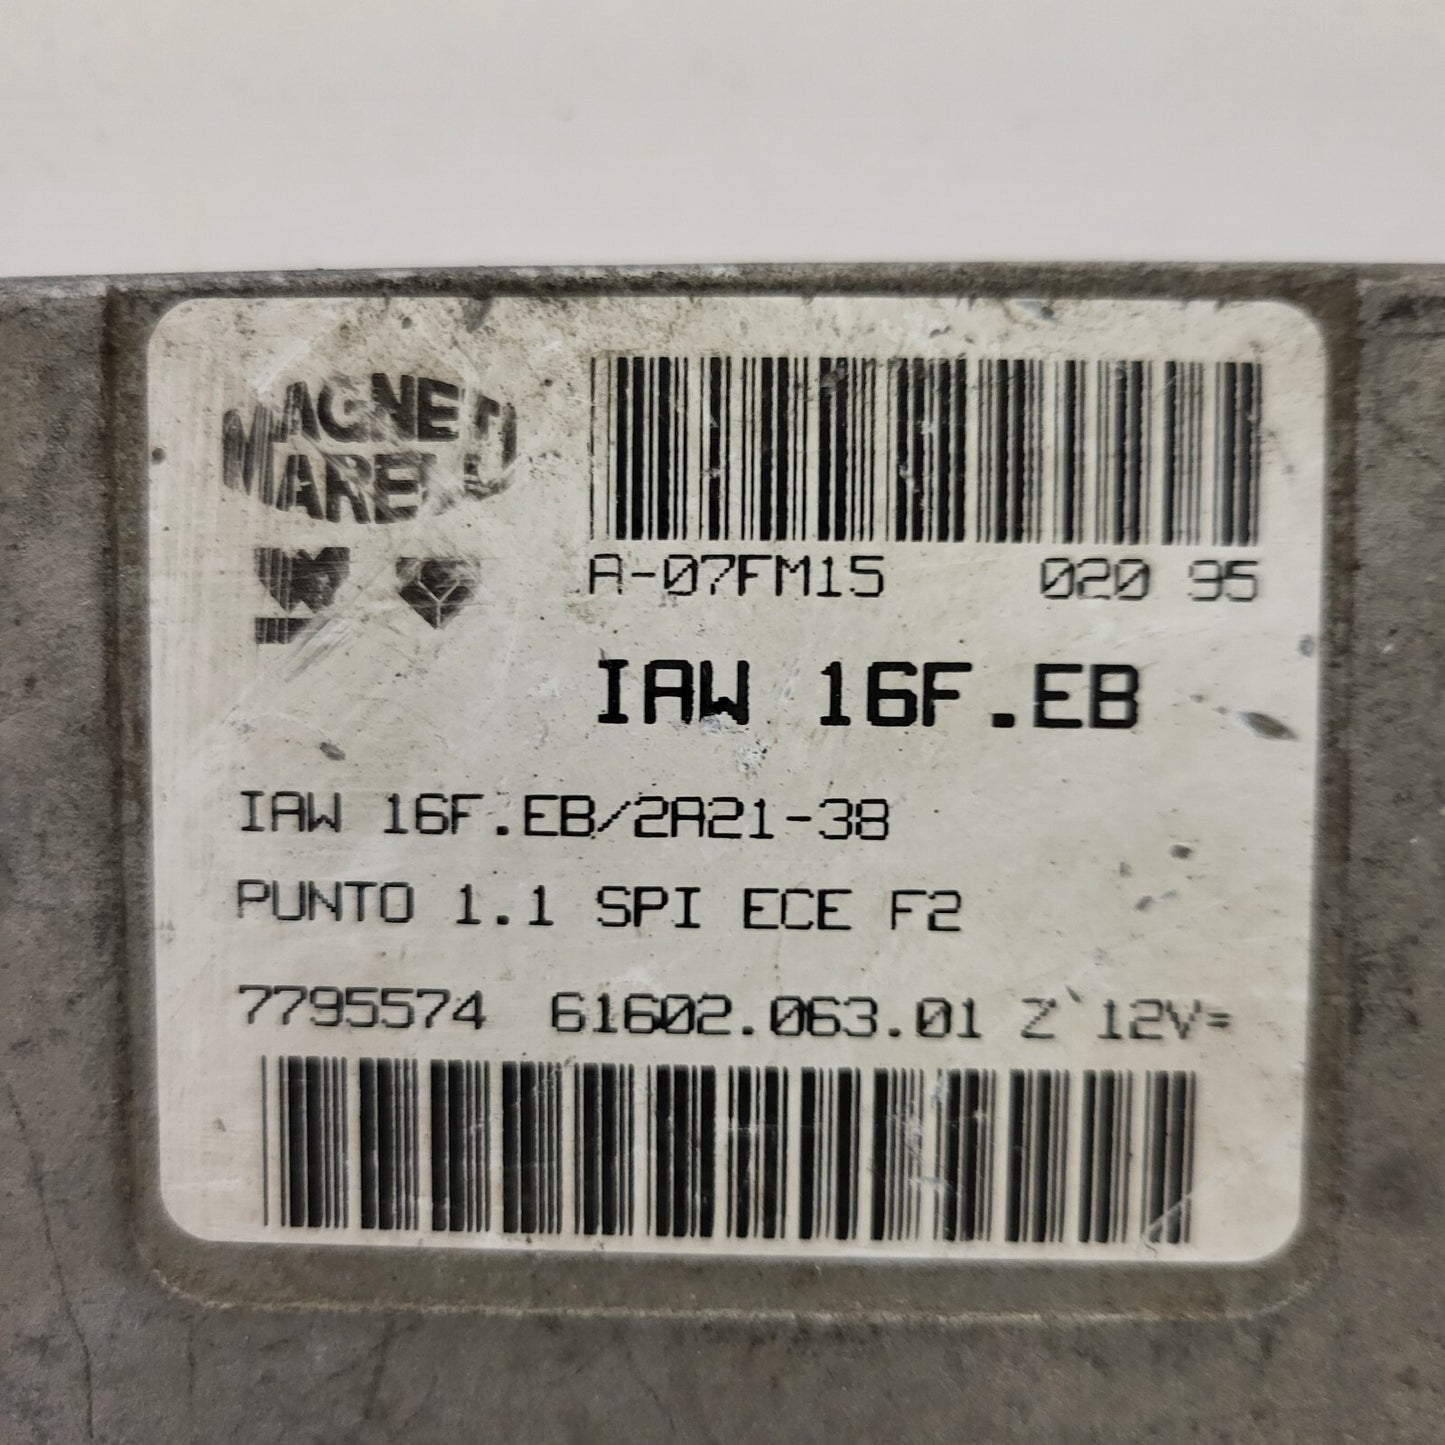 MAGNETI
MARELLI
A-07FM15 020 95
IAW 16F.EB
IAW 16F.EB/2A21-38
PUNTO 1.1 SPI ECE F2
7795574 61602.063.01 Z 12V=